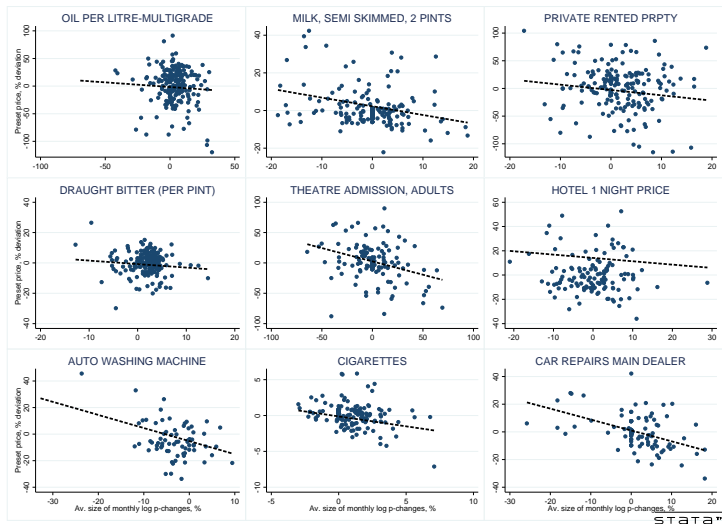 OIL PER LITRE-MULTIGRADE
MILK, SEMI SKIMMED, 2 PINTS
PRIVATE RENTED PRPTY
Preset price, % deviation
-100 -50 0 50 100
-100 -50 0 50
-20 0 20 40
-20 -10 0 10 20
-100 -50 0 50 100
-20 -10 0 10 20
DRAUGHT BITTER (PER PINT)
THEATRE ADMISSION, ADULTS
HOTEL 1 NIGHT PRICE
Preset price, % deviation
-40 -20 0 20 40
-20 -10 0 10 20
-100 -50 0 50 100
-100 -50 0 50 100
-40 -20 0 20 40 60
-20 -10 0 10 20 30
AUTO WASHING MACHINE
CIGARETTES
CAR REPAIRS MAIN DEALER
Preset price, % deviation
-40 -20 0 20 40
-30 -20 -10 0 10
Av. size of monthly log p-changes, %
-10 -5 0 5
-5 0 5 10
Av. size of monthly log p-changes, %
-40 -20 0 20 40
-30 -20 -10 0 10 20
Av. size of monthly log p-changes, %
STATA™